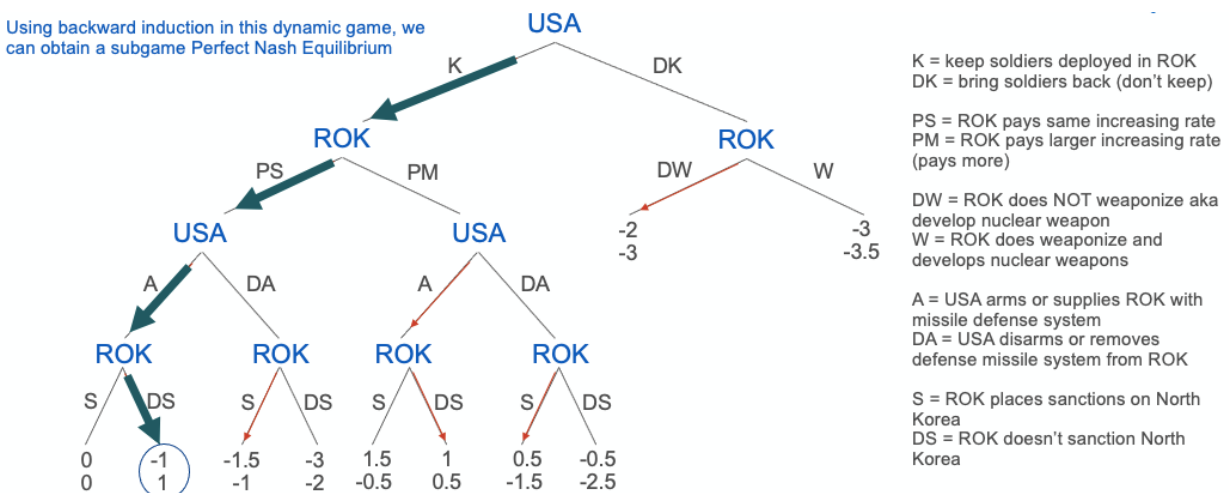 Using backward induction in this dynamic game, we
can obtain a subgame Perfect Nash Equilibrium
USA
K
DK
ROK
ROK
PS
PM
DW
W
USA
USA
-2
-3
-3
-3.5
A
DA
A
DA
ROK
ROK
ROK
ROK
S
DS
S
DS
S
DS
S
DS
0
-1
-1.5
-3
1.5
1
0.5
-0.5
0
1
-1
-2
-0.5
0.5
-1.5
-2.5
K = keep soldiers deployed in ROK
DK = bring soldiers back (don't keep)
PS = ROK pays same increasing rate
PM = ROK pays larger increasing rate
(pays more)
DW = ROK does NOT weaponize aka
develop nuclear weapon
W = ROK does weaponize and
develops nuclear weapons
A = USA arms or supplies ROK with
missile defense system
DA = USA disarms or removes
defense missile system from ROK
S = ROK places sanctions on North
Korea
DS = ROK doesn't sanction North
Korea